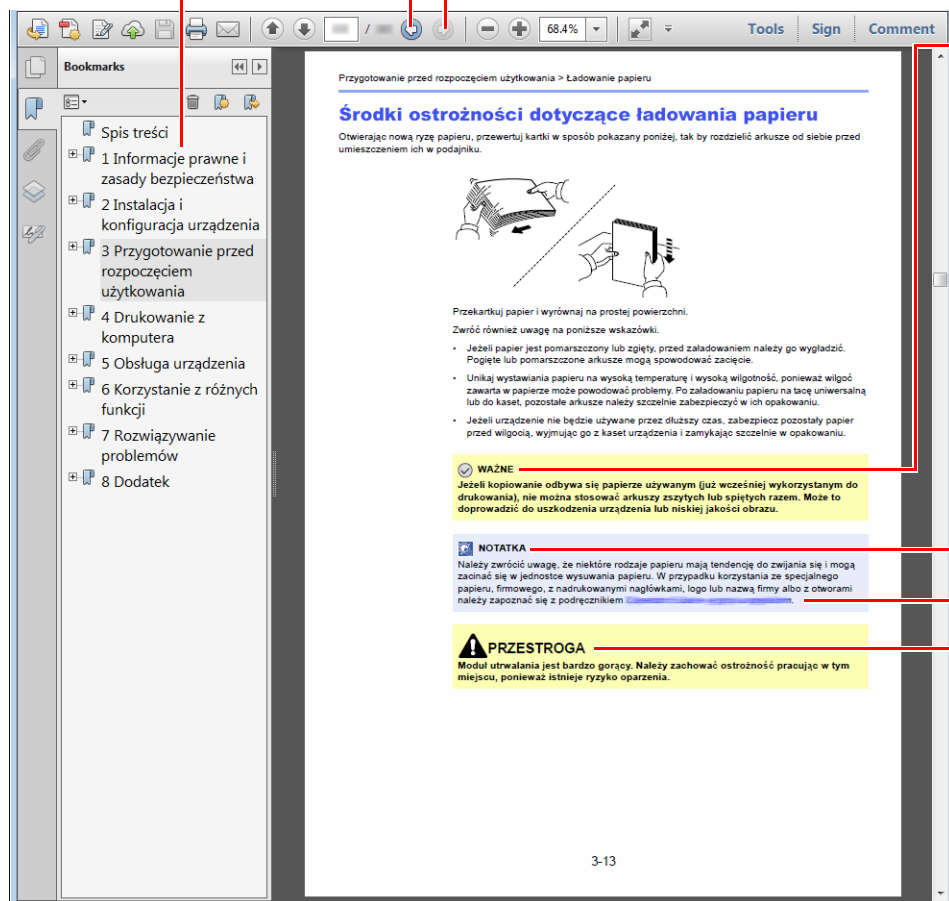 /
68.4%
Tools
Sign
Comment
Bookmarks
Spis treści
1 Informacje prawne i
zasady bezpieczeństwa
2 Instalacja i
konfiguracja urządzenia
3 Przygotowanie przed
rozpoczęciem
użytkowania
4 Drukowanie z
komputera
5 Obsługa urządzenia
6 Korzystanie z różnych
funkcji
7 Rozwiązywanie
problemów
8 Dodatek
Przygotowanie przed rozpoczęciem użytkowania > Ładowanie papieru
Środki ostrożności dotyczące ładowania papieru
Otwierając nową ryzę papieru, przewertuj kartki w sposób pokazany poniżej, tak by rozdzielić arkusze od siebie przed
umieszczeniem ich w podajniku.
Przekartkuj papier i wyrównaj na prostej powierzchni.
Zwróć również uwagę na poniższe wskazówki.
• Jeżeli papier jest pomarszczony lub zgięty, przed załadowaniem należy go wygładzić.
Pogięte lub pomarszczone arkusze mogą spowodować zacięcie.
• Unikaj wystawiania papieru na wysoką temperaturę i wysoką wilgotność, ponieważ wilgoć
zawarta w papierze może powodować problemy. Po załadowaniu papieru na tacę uniwersalną
lub do kaset, pozostałe arkusze należy szczelnie zabezpieczyć w ich opakowaniu.
• Jeżeli urządzenie nie będzie używane przez dłuższy czas, zabezpiecz pozostały papier
przed wilgocią, wyjmując go z kaset urządzenia i zamykając szczelnie w opakowaniu.
WAŻNE
Jeżeli kopiowanie odbywa się papierze używanym (już wcześniej wykorzystanym do
drukowania), nie można stosować arkuszy zszytych lub spiętych razem. Może to
doprowadzić do uszkodzenia urządzenia lub niskiej jakości obrazu.
NOTATKA
Należy zwrócić uwagę, że niektóre rodzaje papieru mają tendencję do zwijania się i mogą
zacinać się w jednostce wysuwania papieru. W przypadku korzystania ze specjalnego
papieru, firmowego, z nadrukowanymi nagłówkami, logo lub nazwą firmy albo z otworami
należy zapoznać się z podręcznikiem .
PRZESTROGA
Moduł utrwalania jest bardzo gorący. Należy zachować ostrożność pracując w tym
miejscu, ponieważ istnieje ryzyko oparzenia.
3-13